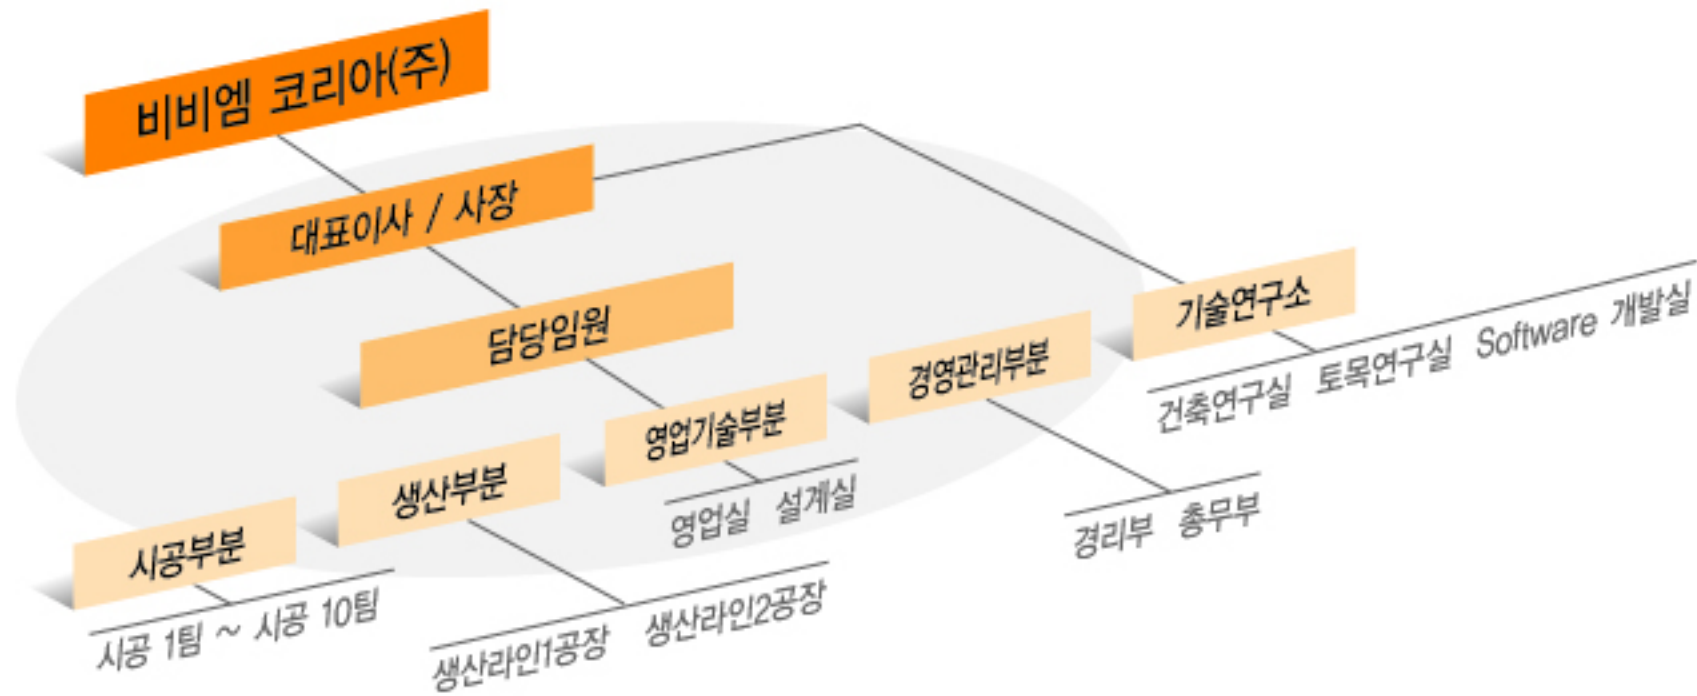 비비엠 코리아(주)
대표이사 / 사장
담당임원
기술연구소
건축연구실 토목연구실 Software 개발실
경영관리부분
경리부 총무부
영업기술부분
영업실 설계실
생산부분
생산라인1공장 생산라인2공장
시공부분
시공 1팀 ~ 시공 10팀